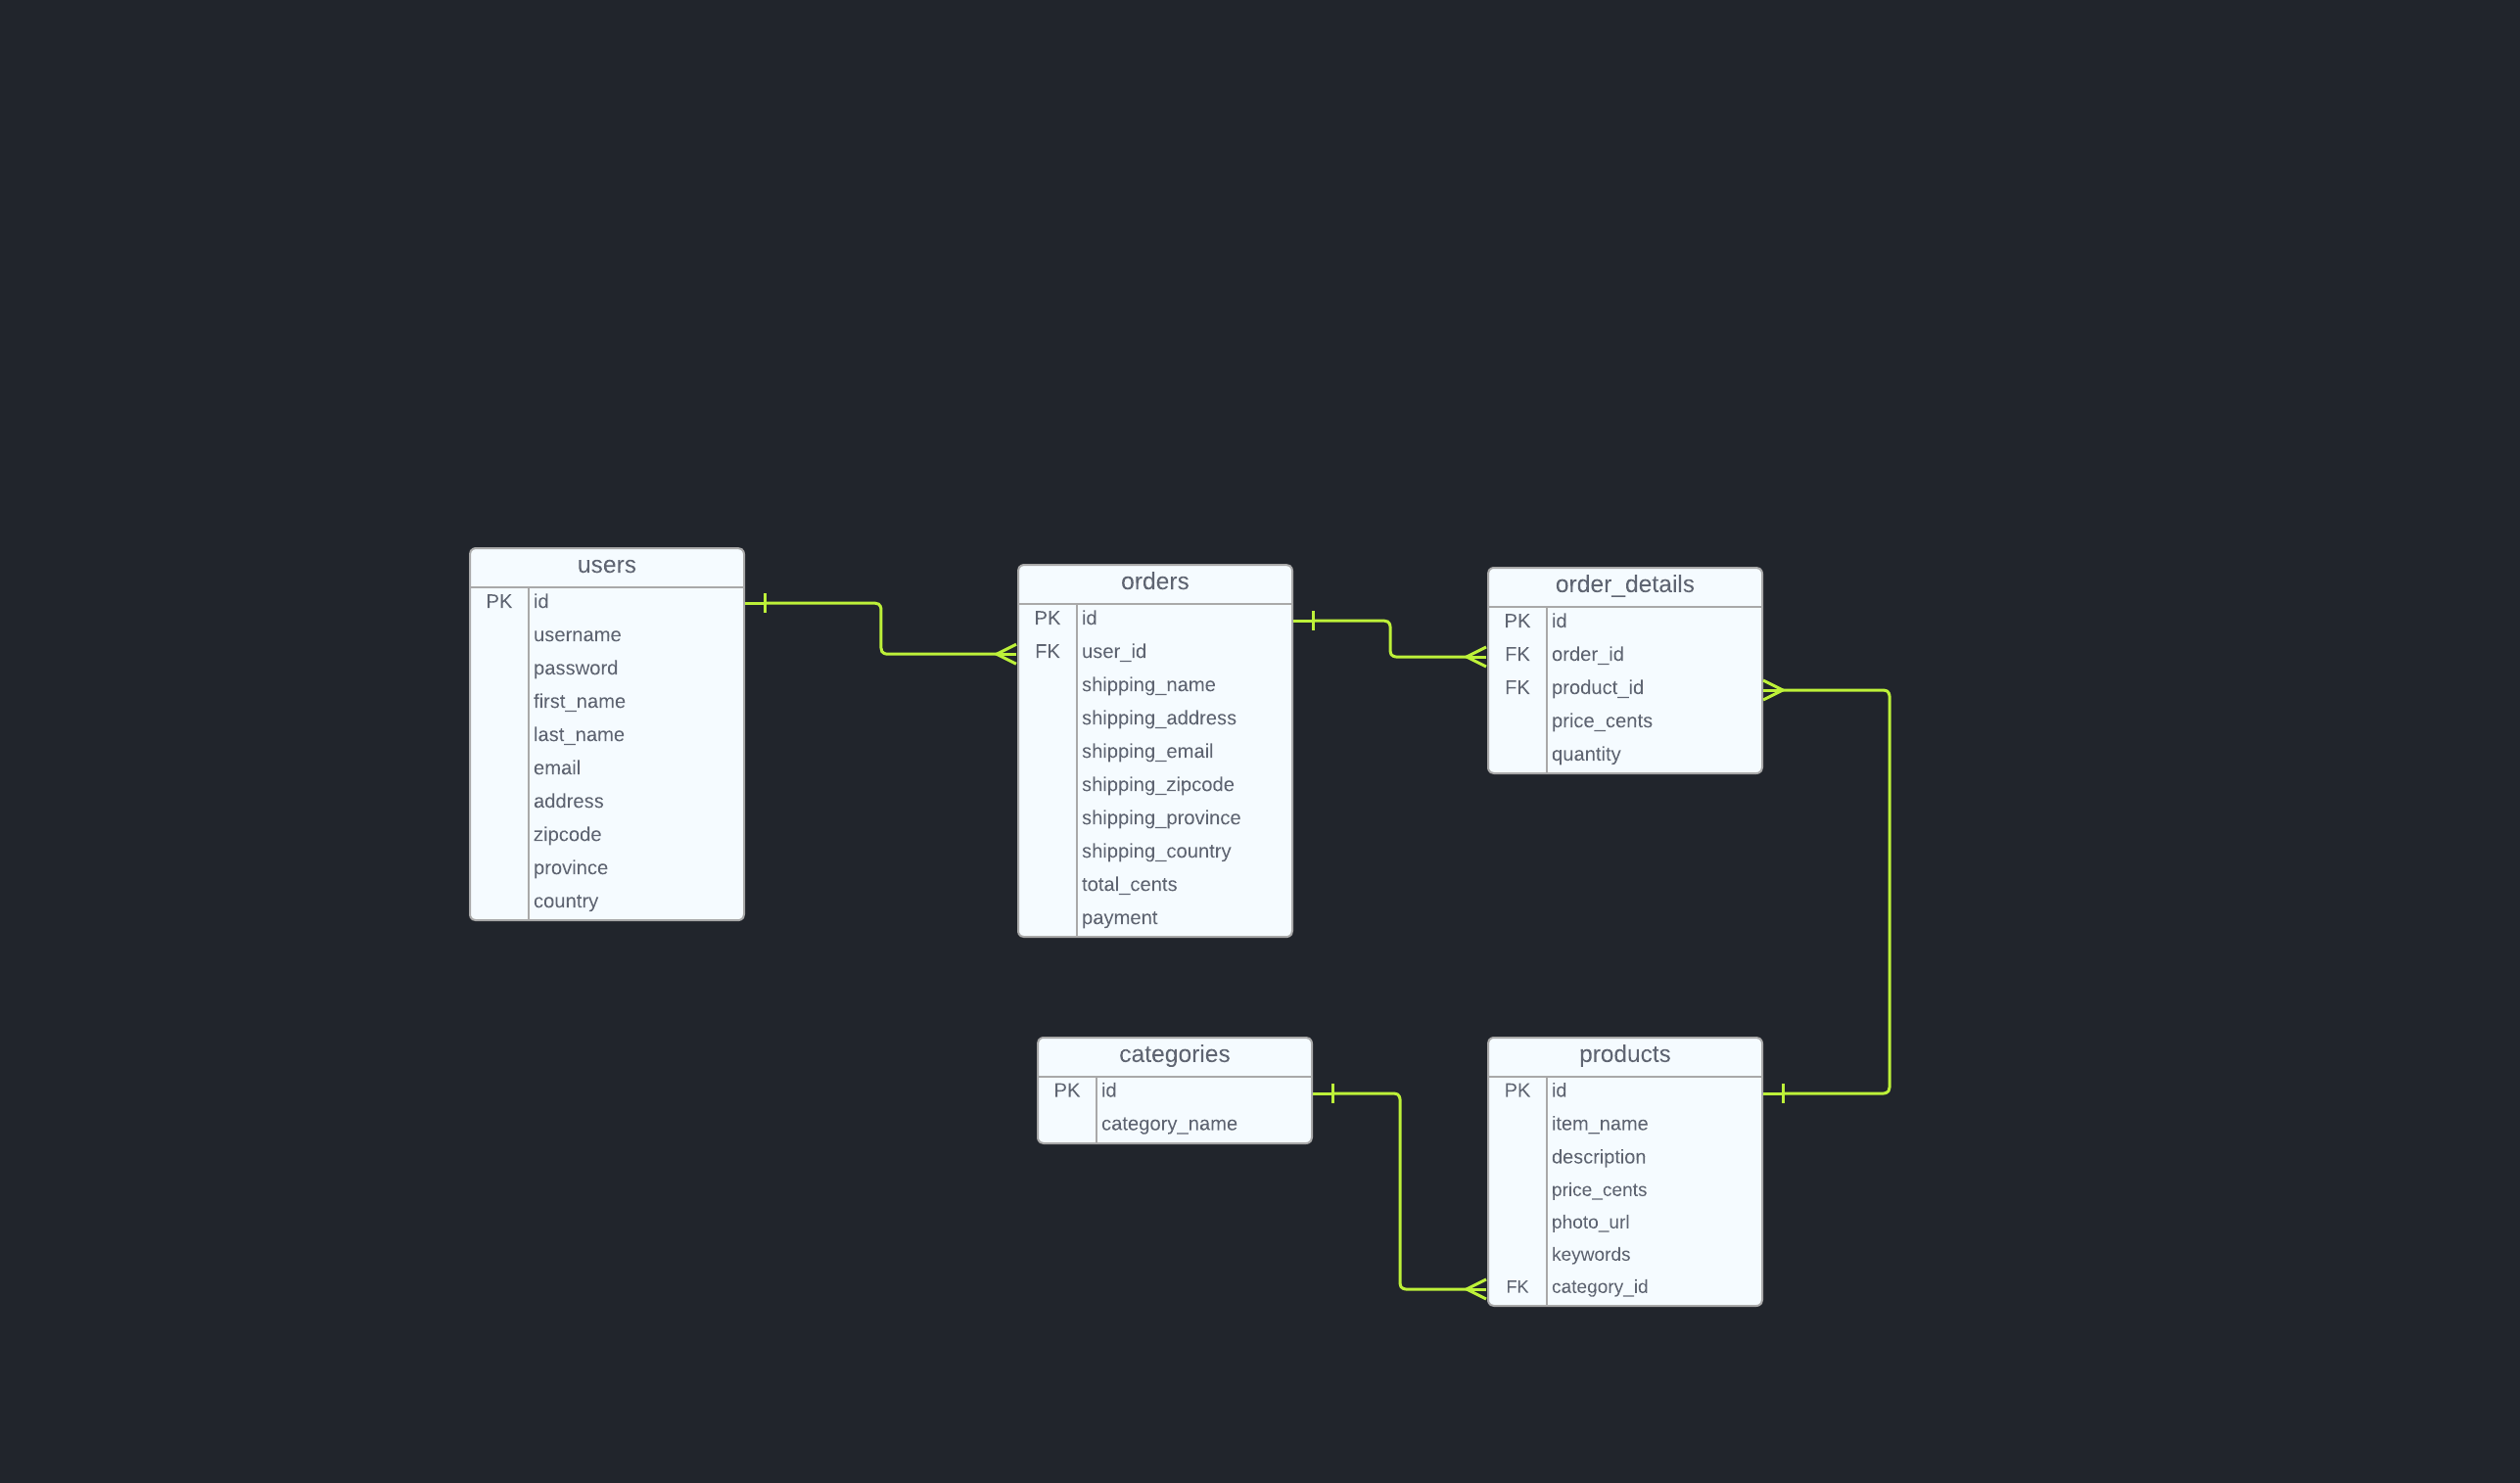 users
PK id
username
password
first_name
last_name
email
address
zipcode
province
country
orders
PK id
FK user_id
shipping_name
shipping_address
shipping_email
shipping_zipcode
shipping_province
shipping_country
total_cents
payment
order_details
PK id
FK order_id
FK product_id
price_cents
quantity
categories
PK id
category_name
products
PK id
item_name
description
price_cents
photo_url
keywords
FK category_id